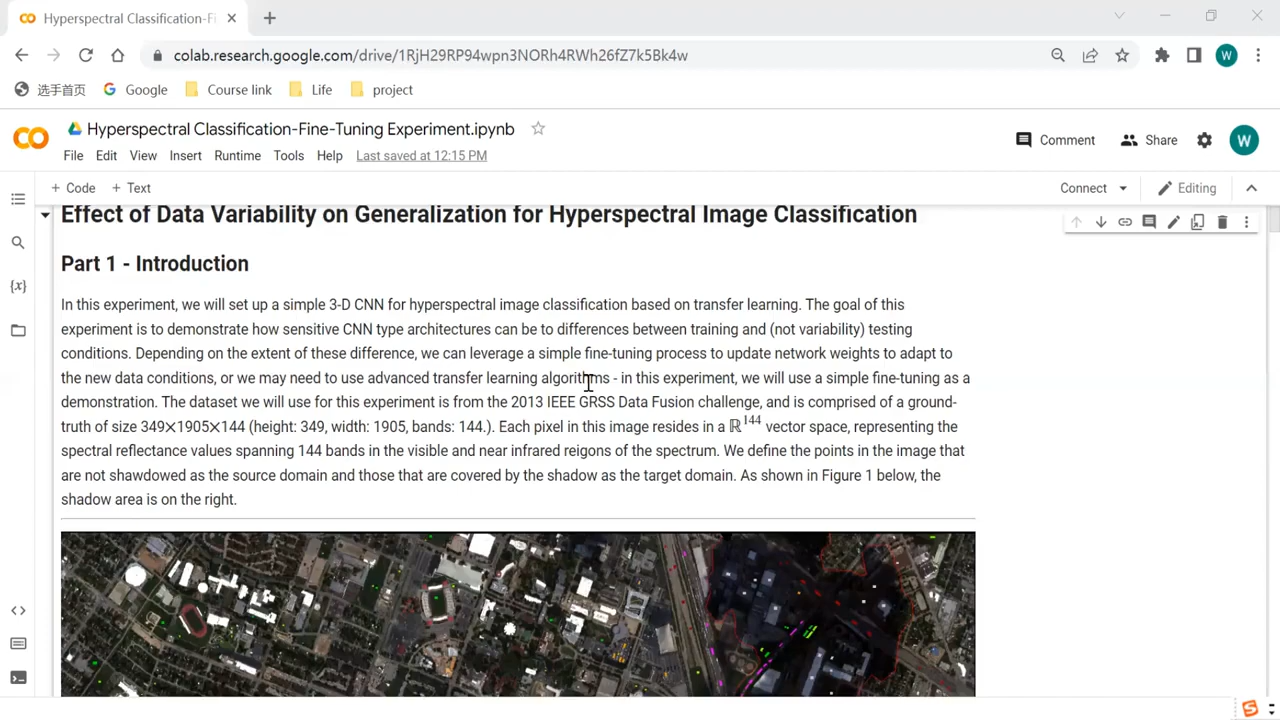 Hyperspectral Classification-Fi
colab.research.google.com/drive/1RjH29RP94wpn3NORh4RWh26fZ7k5Bk4w
W
选手首页 Google Course link Life project
Hyperspectral Classification-Fine-Tuning Experiment.ipynb
Comment Share W
File Edit View Insert Runtime Tools Help Last saved at 12:15 PM
+ Code + Text Connect Editing
Effect of Data Variability on Generalization for Hyperspectral Image Classification
Part 1 - Introduction
In this experiment, we will set up a simple 3-D CNN for hyperspectral image classification based on transfer learning. The goal of this
experiment is to demonstrate how sensitive CNN type architectures can be to differences between training and (not variability) testing
conditions. Depending on the extent of these difference, we can leverage a simple fine-tuning process to update network weights to adapt to
the new data conditions, or we may need to use advanced transfer learning algorithms - in this experiment, we will use a simple fine-tuning as a
demonstration. The dataset we will use for this experiment is from the 2013 IEEE GRSS Data Fusion challenge, and is comprised of a ground-
truth of size 349×1905×144 (height: 349, width: 1905, bands: 144.). Each pixel in this image resides in a ℝ¹⁴⁴ vector space, representing the
spectral reflectance values spanning 144 bands in the visible and near infrared reigons of the spectrum. We define the points in the image that
are not shawdowed as the source domain and those that are covered by the shadow as the target domain. As shown in Figure 1 below, the
shadow area is on the right.